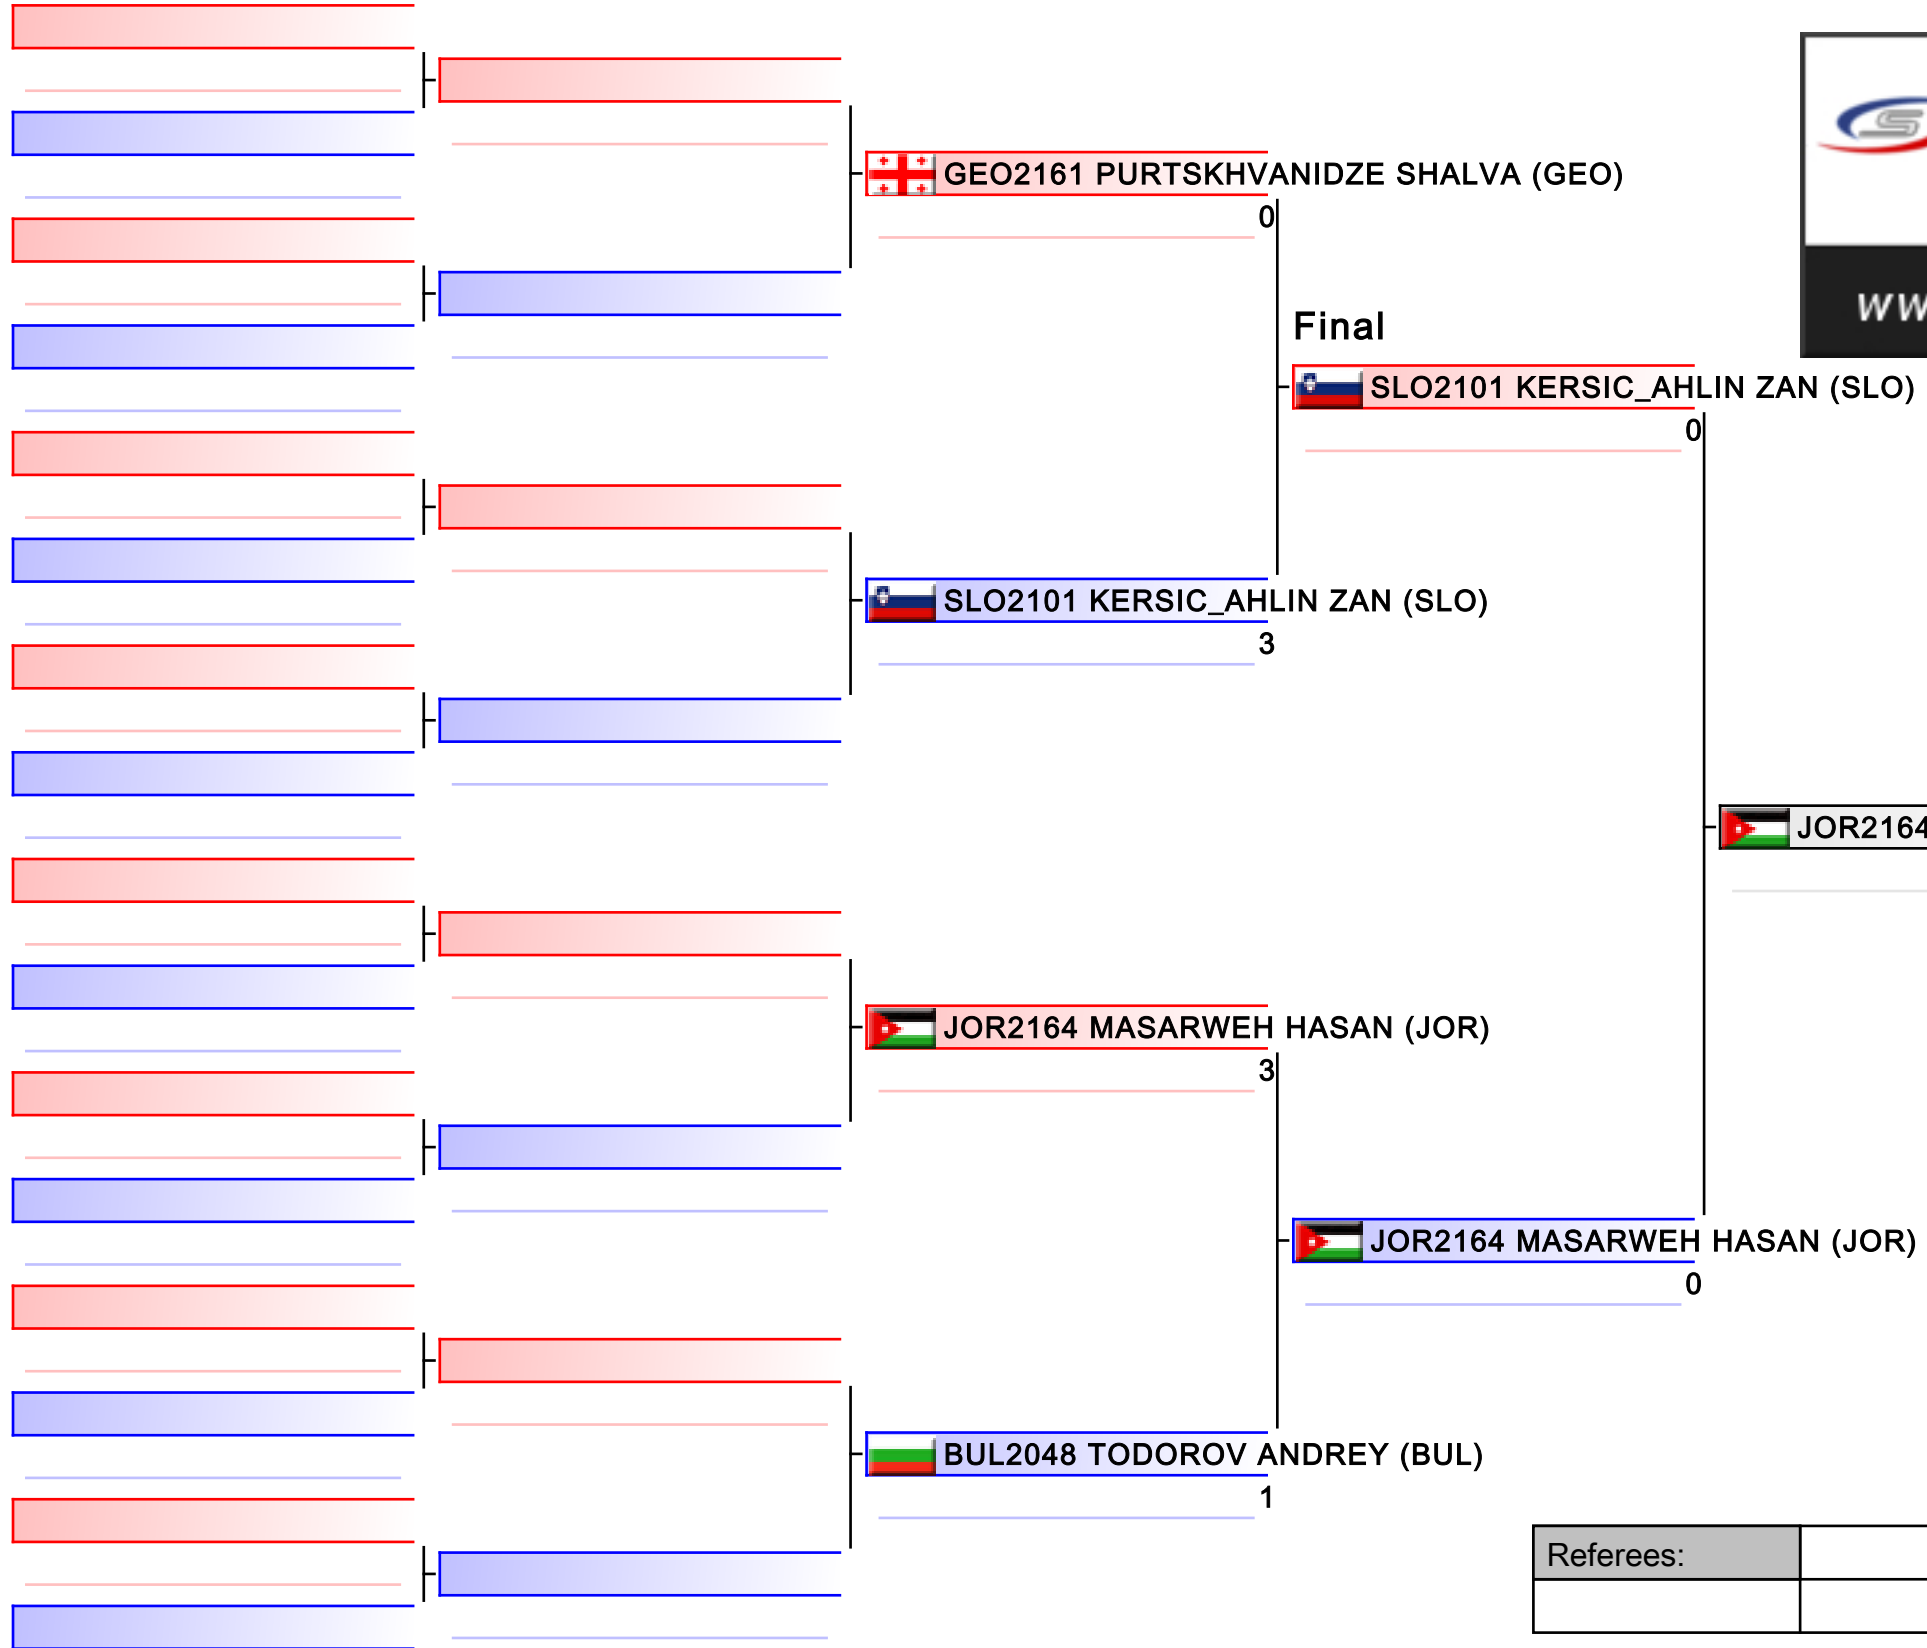 GEO2161 PURTSKHVANIDZE SHALVA (GEO)
0
Final
SLO2101 KERSIC_AHLIN ZAN (SLO)
0
SLO2101 KERSIC_AHLIN ZAN (SLO)
3
JOR2164
JOR2164 MASARWEH HASAN (JOR)
3
JOR2164 MASARWEH HASAN (JOR)
0
BUL2048 TODOROV ANDREY (BUL)
1
Referees: